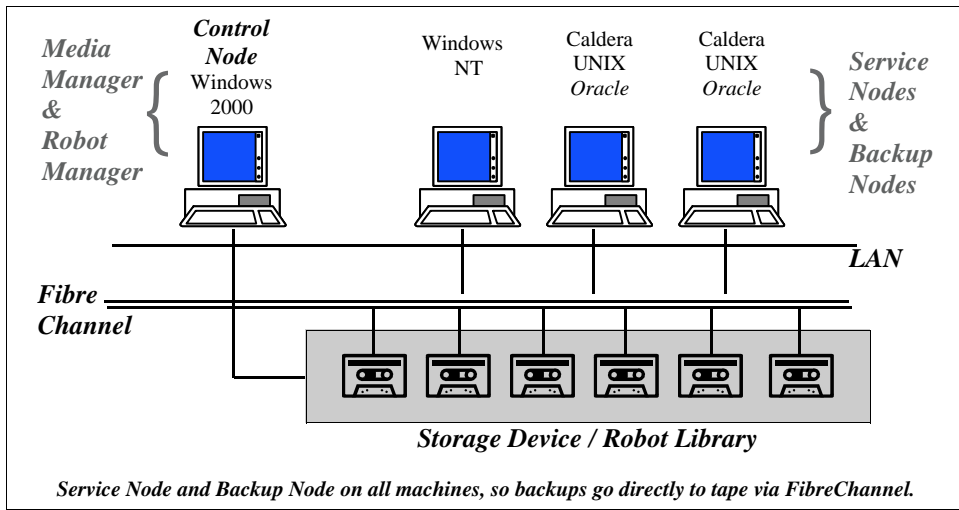 Media
Manager
&
Robot
Manager
Control
Node
Windows
2000
Windows
NT
Caldera
UNIX
Oracle
Caldera
UNIX
Oracle
Service
Nodes
&
Backup
Nodes
LAN
Fibre
Channel
Storage Device / Robot Library
Service Node and Backup Node on all machines, so backups go directly to tape via FibreChannel.